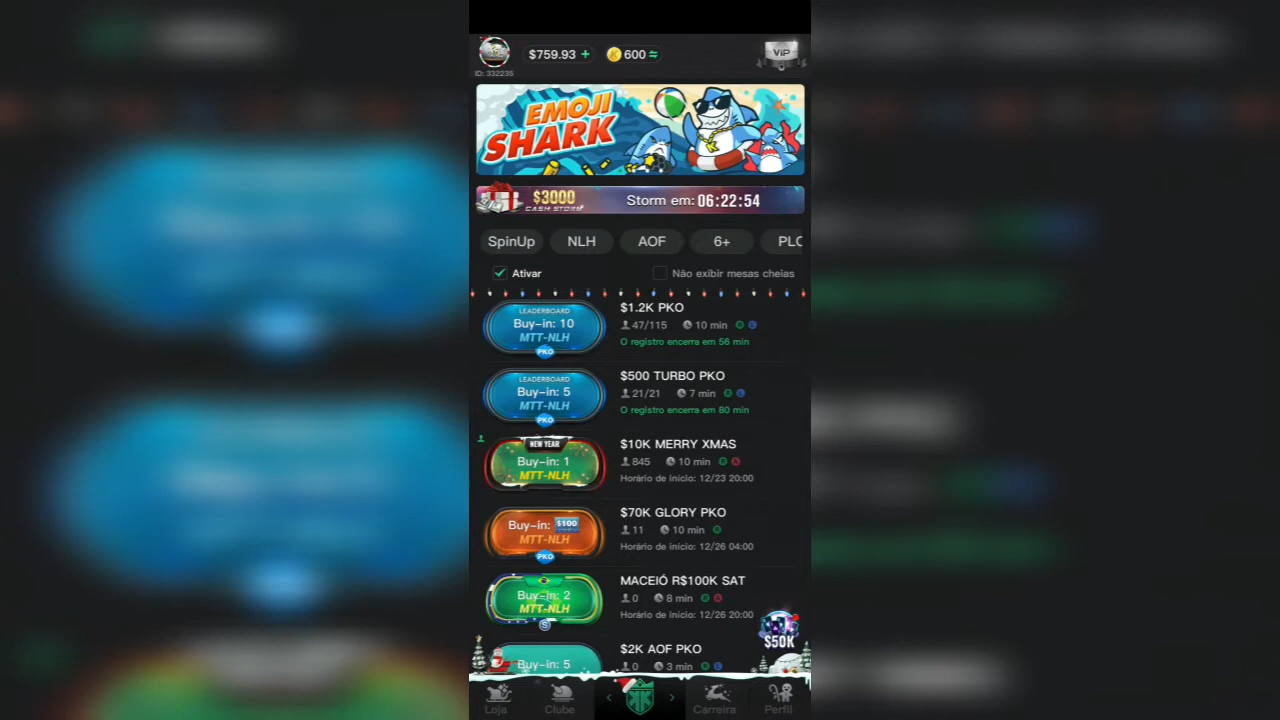 $759.93 +
600
VIP
ID: 332235
EMOJI
SHARK
$3000
CASH STORM
Storm em: 06:22:54
SpinUp
NLH
AOF
6+
PLO
Ativar
Não exibir mesas cheias
LEADERBOARD
Buy-in: 10
MTT-NLH
PKO
$1.2K PKO
47/115 10 min
O registro encerra em 56 min
LEADERBOARD
Buy-in: 5
MTT-NLH
PKO
$500 TURBO PKO
21/21 7 min
O registro encerra em 80 min
NEW YEAR
Buy-in: 1
MTT-NLH
$10K MERRY XMAS
845 10 min
Horário de início: 12/23 20:00
Buy-in: $100
MTT-NLH
PKO
$70K GLORY PKO
11 10 min
Horário de início: 12/26 04:00
Buy-in: 2
MTT-NLH
S
MACEIÓ R$100K SAT
0 8 min
Horário de início: 12/26 20:00
Buy-in: 5
$2K AOF PKO
0 3 min
$50K
Loja
Clube
Carreira
Perfil